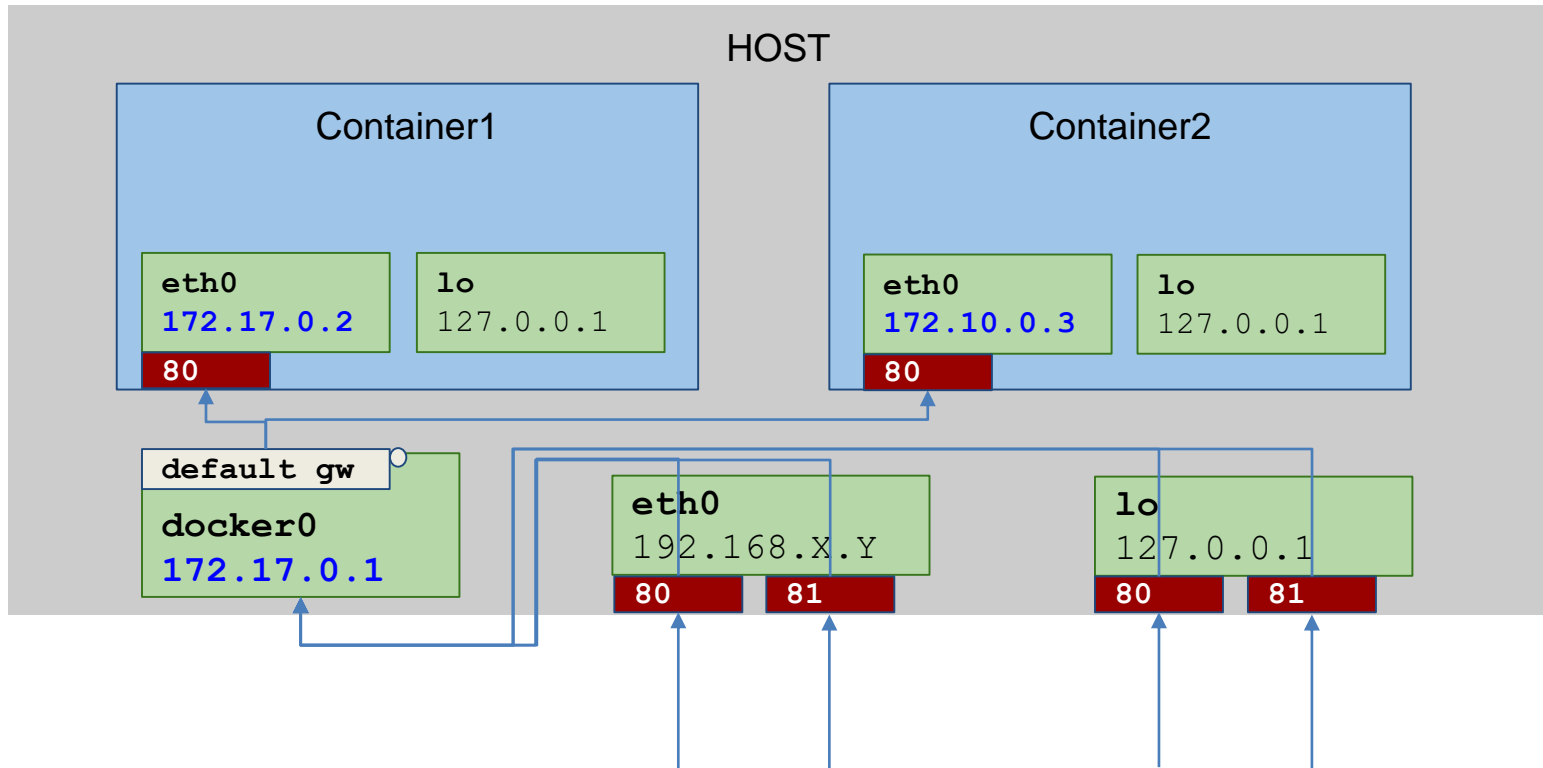 HOST
Container1
Container2
eth0
172.17.0.2
lo
127.0.0.1
80
eth0
172.10.0.3
lo
127.0.0.1
80
default gw
docker0
172.17.0.1
eth0
192.168.X.Y
80
81
lo
127.0.0.1
80
81